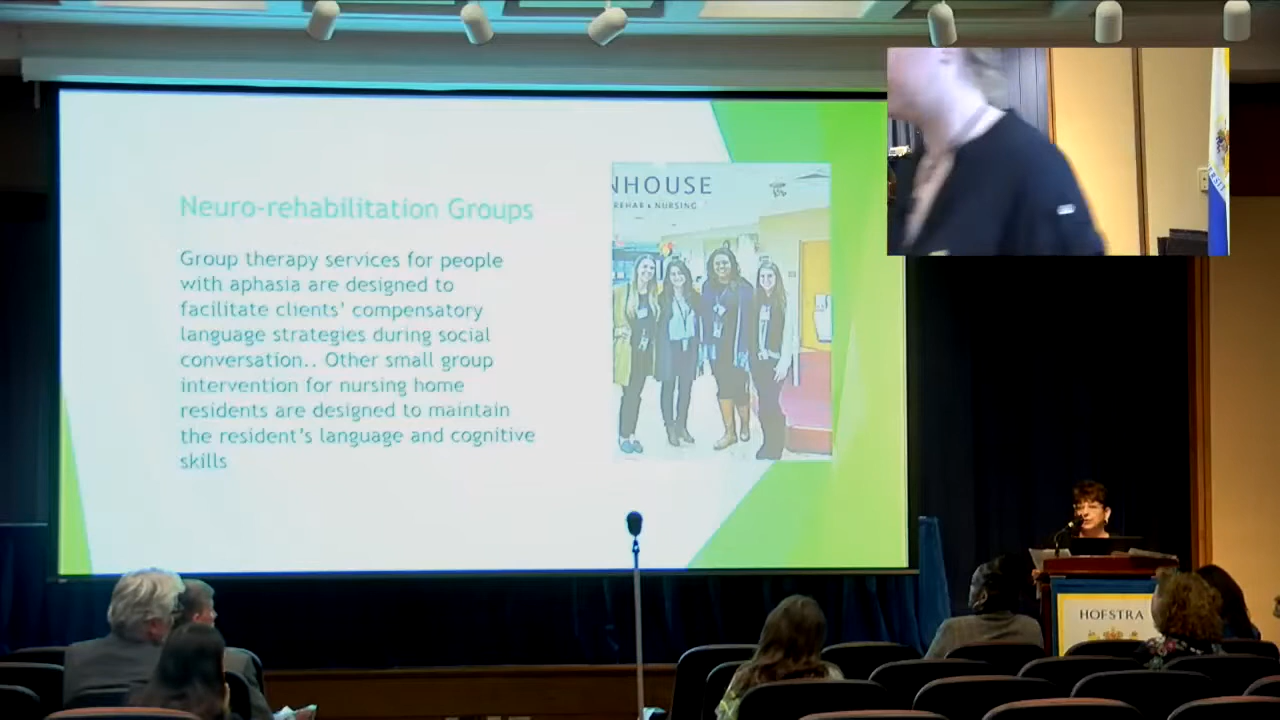 NHOUSE
REHAB & NURSING
Neuro-rehabilitation Groups
Group therapy services for people
with aphasia are designed to
facilitate clients' compensatory
language strategies during social
conversation.. Other small group
intervention for nursing home
residents are designed to maintain
the resident's language and cognitive
skills
HOFSTRA